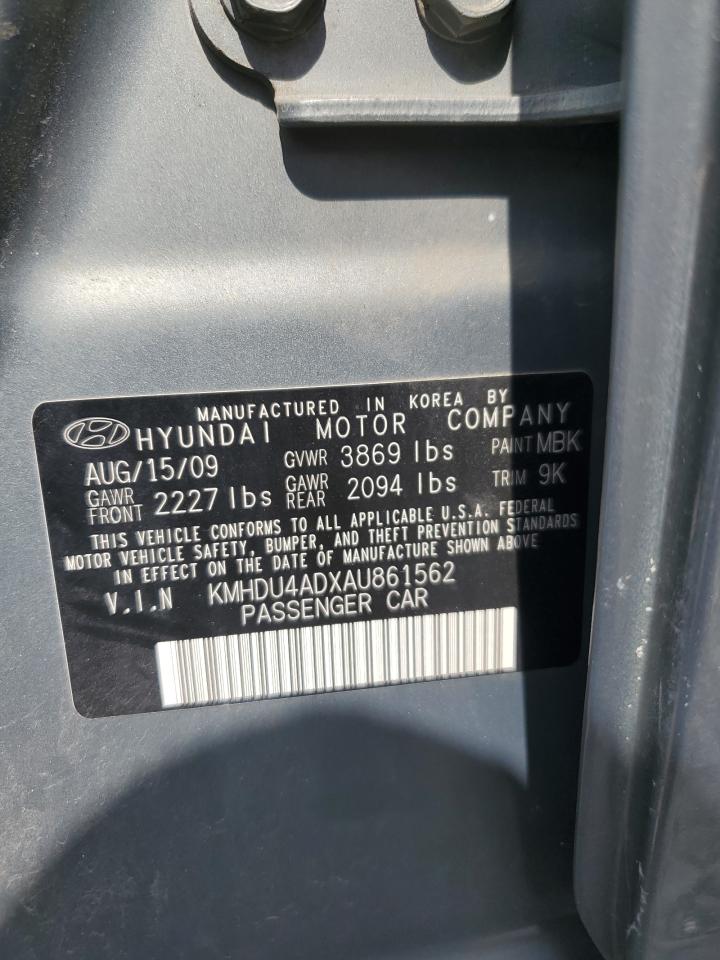 MANUFACTURED IN KOREA BY
HYUNDAI MOTOR COMPANY
AUG/15/09 GVWR 3869 lbs PAINT MBK
GAWR FRONT 2227 lbs GAWR REAR 2094 lbs TRIM 9K
THIS VEHICLE CONFORMS TO ALL APPLICABLE U.S.A. FEDERAL
MOTOR VEHICLE SAFETY, BUMPER, AND THEFT PREVENTION STANDARDS
IN EFFECT ON THE DATE OF MANUFACTURE SHOWN ABOVE
V.I.N KMHDU4ADXAU861562
PASSENGER CAR